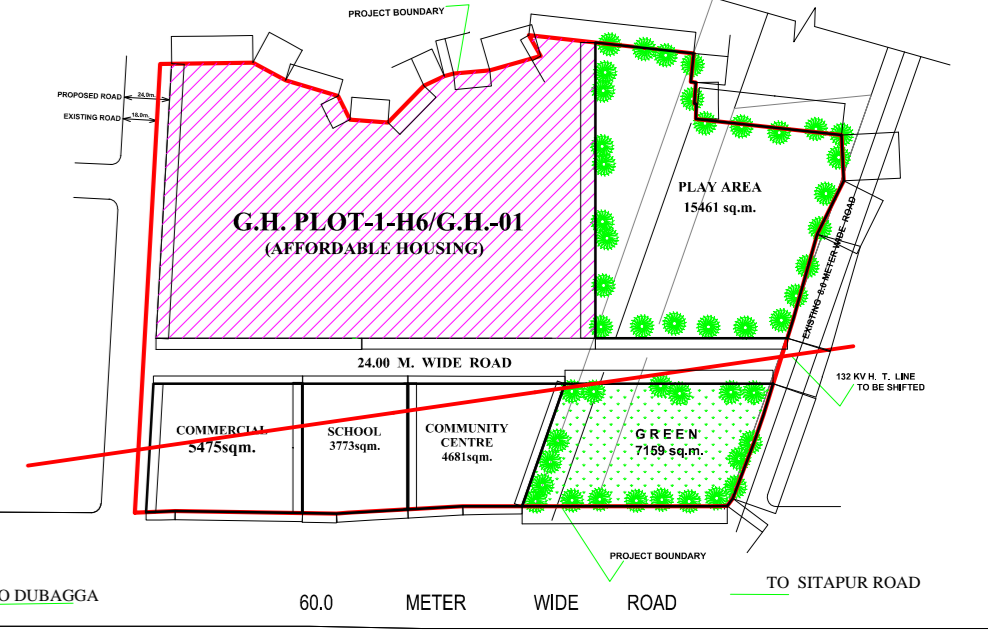 PROJECT BOUNDARY
PROPOSED ROAD 24.0m.
EXISTING ROAD 18.0m.
G.H. PLOT-1-H6/G.H.-01
(AFFORDABLE HOUSING)
PLAY AREA
15461 sq.m.
EXISTING 8.0 METER WIDE ROAD
24.00 M. WIDE ROAD
132 KV H. T. LINE
TO BE SHIFTED
COMMERCIAL
5475sqm.
SCHOOL
3773sqm.
COMMUNITY
CENTRE
4681sqm.
GREEN
7159 sq.m.
PROJECT BOUNDARY
O DUBAGGA
60.0 METER WIDE ROAD
TO SITAPUR ROAD